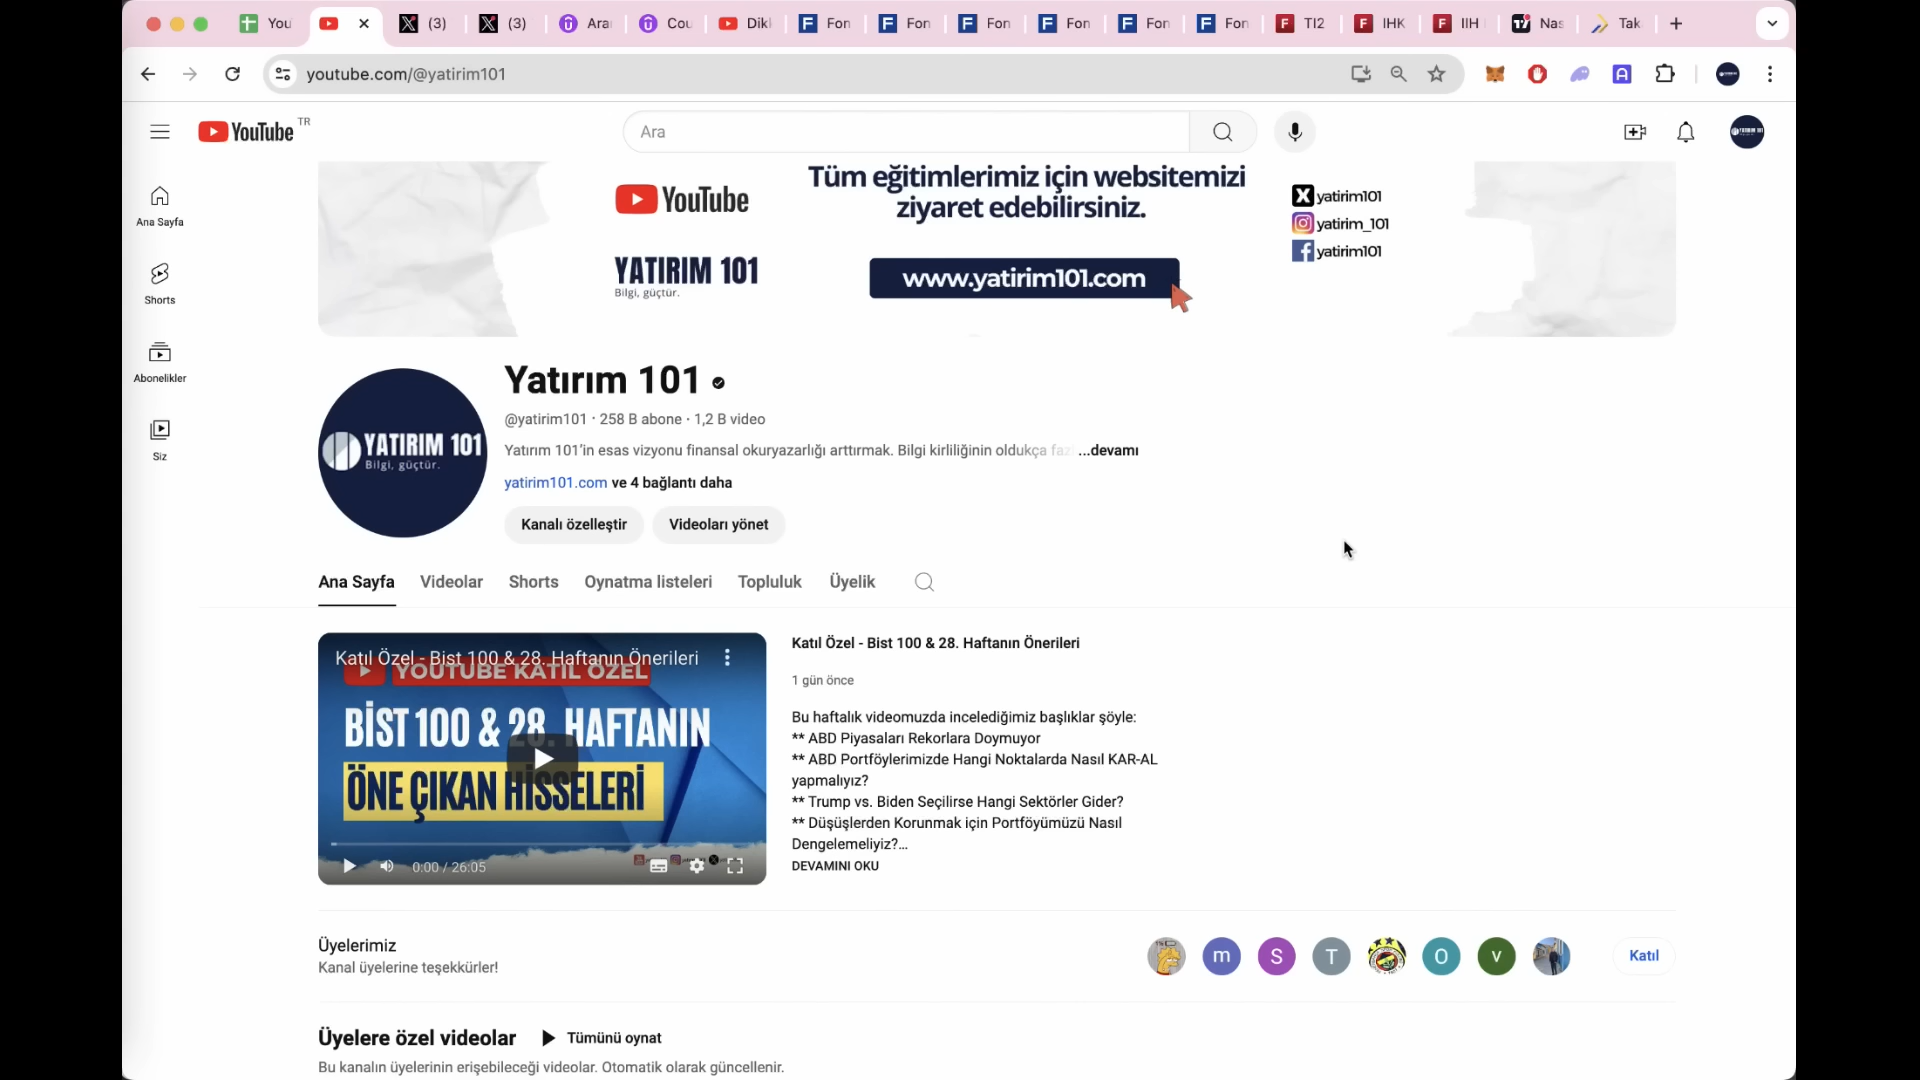 You
(3)
(3)
Ara
Cou
Dik
Fon
Fon
Fon
Fon
Fon
Fon
TI2
IHK
IIH
Nas
Tak
youtube.com/@yatirim101
YouTube TR
Ara
YouTube
YATIRIM 101
Bilgi, güçtür.
Tüm eğitimlerimiz için websitemizi
ziyaret edebilirsiniz.
www.yatirim101.com
yatirim101
yatirim_101
yatirim101
Ana Sayfa
Shorts
Abonelikler
Siz
YATIRIM 101
Bilgi, güçtür.
Yatırım 101
@yatirim101 · 258 B abone · 1,2 B video
Yatırım 101’in esas vizyonu finansal okuryazarlığı arttırmak. Bilgi kirliliğinin oldukça ...devamı
yatirim101.com ve 4 bağlantı daha
Kanalı özelleştir
Videoları yönet
Ana Sayfa
Videolar
Shorts
Oynatma listeleri
Topluluk
Üyelik
Katıl Özel - Bist 100 & 28. Haftanın Önerileri
YOUTUBE KATIL ÖZEL
BİST 100 & 28. HAFTANIN
ÖNE ÇIKAN HİSSELERİ
0:00 / 26:05
Katıl Özel - Bist 100 & 28. Haftanın Önerileri
1 gün önce
Bu haftalık videomuzda incelediğimiz başlıklar şöyle:
** ABD Piyasaları Rekorlara Doymuyor
** ABD Portföylerimizde Hangi Noktalarda Nasıl KAR-AL
yapmalıyız?
** Trump vs. Biden Seçilirse Hangi Sektörler Gider?
** Düşüşlerden Korunmak için Portföyümüzü Nasıl
Dengelemeliyiz?...
DEVAMINI OKU
Üyelerimiz
Kanal üyelerine teşekkürler!
m
S
T
O
v
Katıl
Üyelere özel videolar
Tümünü oynat
Bu kanalın üyelerinin erişebileceği videolar. Otomatik olarak güncellenir.